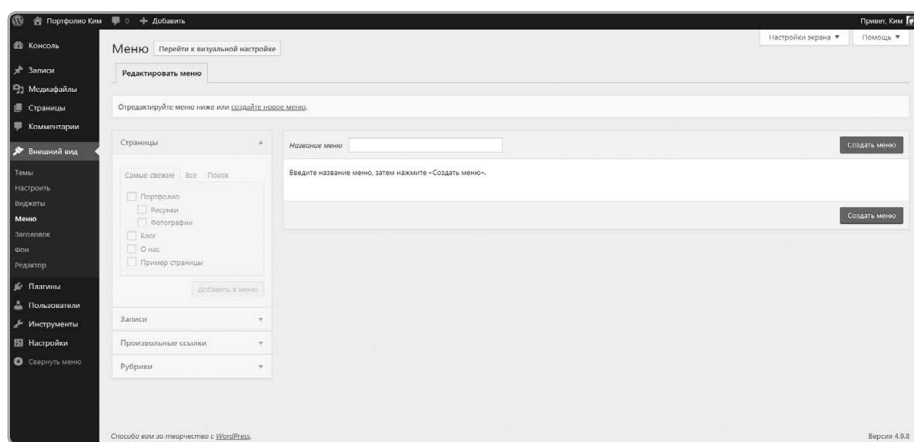 Портфолио Ким 0 + Добавить Привет, Ким
Консоль
Записи
Медиафайлы
Страницы
Комментарии
Внешний вид
Темы
Настроить
Виджеты
Меню
Заголовок
Фон
Редактор
Плагины
Пользователи
Инструменты
Настройки
Свернуть меню
Настройки экрана ▼ Помощь ▼
Меню Перейти к визуальной настройке
Редактировать меню
Отредактируйте меню ниже или создайте новое меню.
Страницы
Самые свежие Все Поиск
Портфолио
Рисунки
Фотографии
Блог
О нас
Пример страницы
Добавить в меню
Записи
Произвольные ссылки
Рубрики
Название меню Создать меню
Введите название меню, затем нажмите «Создать меню».
Создать меню
Спасибо вам за творчество с WordPress. Версия 4.9.8